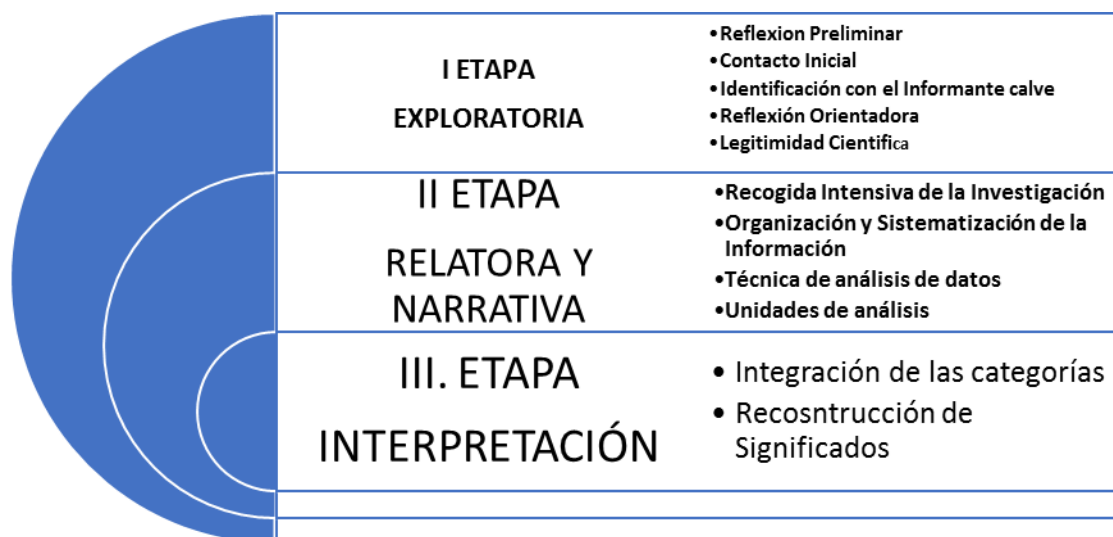 I ETAPA
EXPLORATORIA
•Reflexion Preliminar
•Contacto Inicial
•Identificación con el Informante calve
•Reflexión Orientadora
•Legitimidad Cientifica
II ETAPA
RELATORA Y
NARRATIVA
•Recogida Intensiva de la Investigación
•Organización y Sistematización de la
Información
•Técnica de análisis de datos
•Unidades de análisis
III. ETAPA
INTERPRETACIÓN
• Integración de las categorías
• Recosntrucción de
Significados